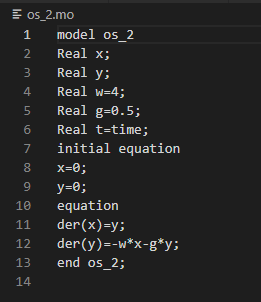 os_2.mo
1 model os_2
2 Real x;
3 Real y;
4 Real w=4;
5 Real g=0.5;
6 Real t=time;
7 initial equation
8 x=0;
9 y=0;
10 equation
11 der(x)=y;
12 der(y)=-w*x-g*y;
13 end os_2;
14